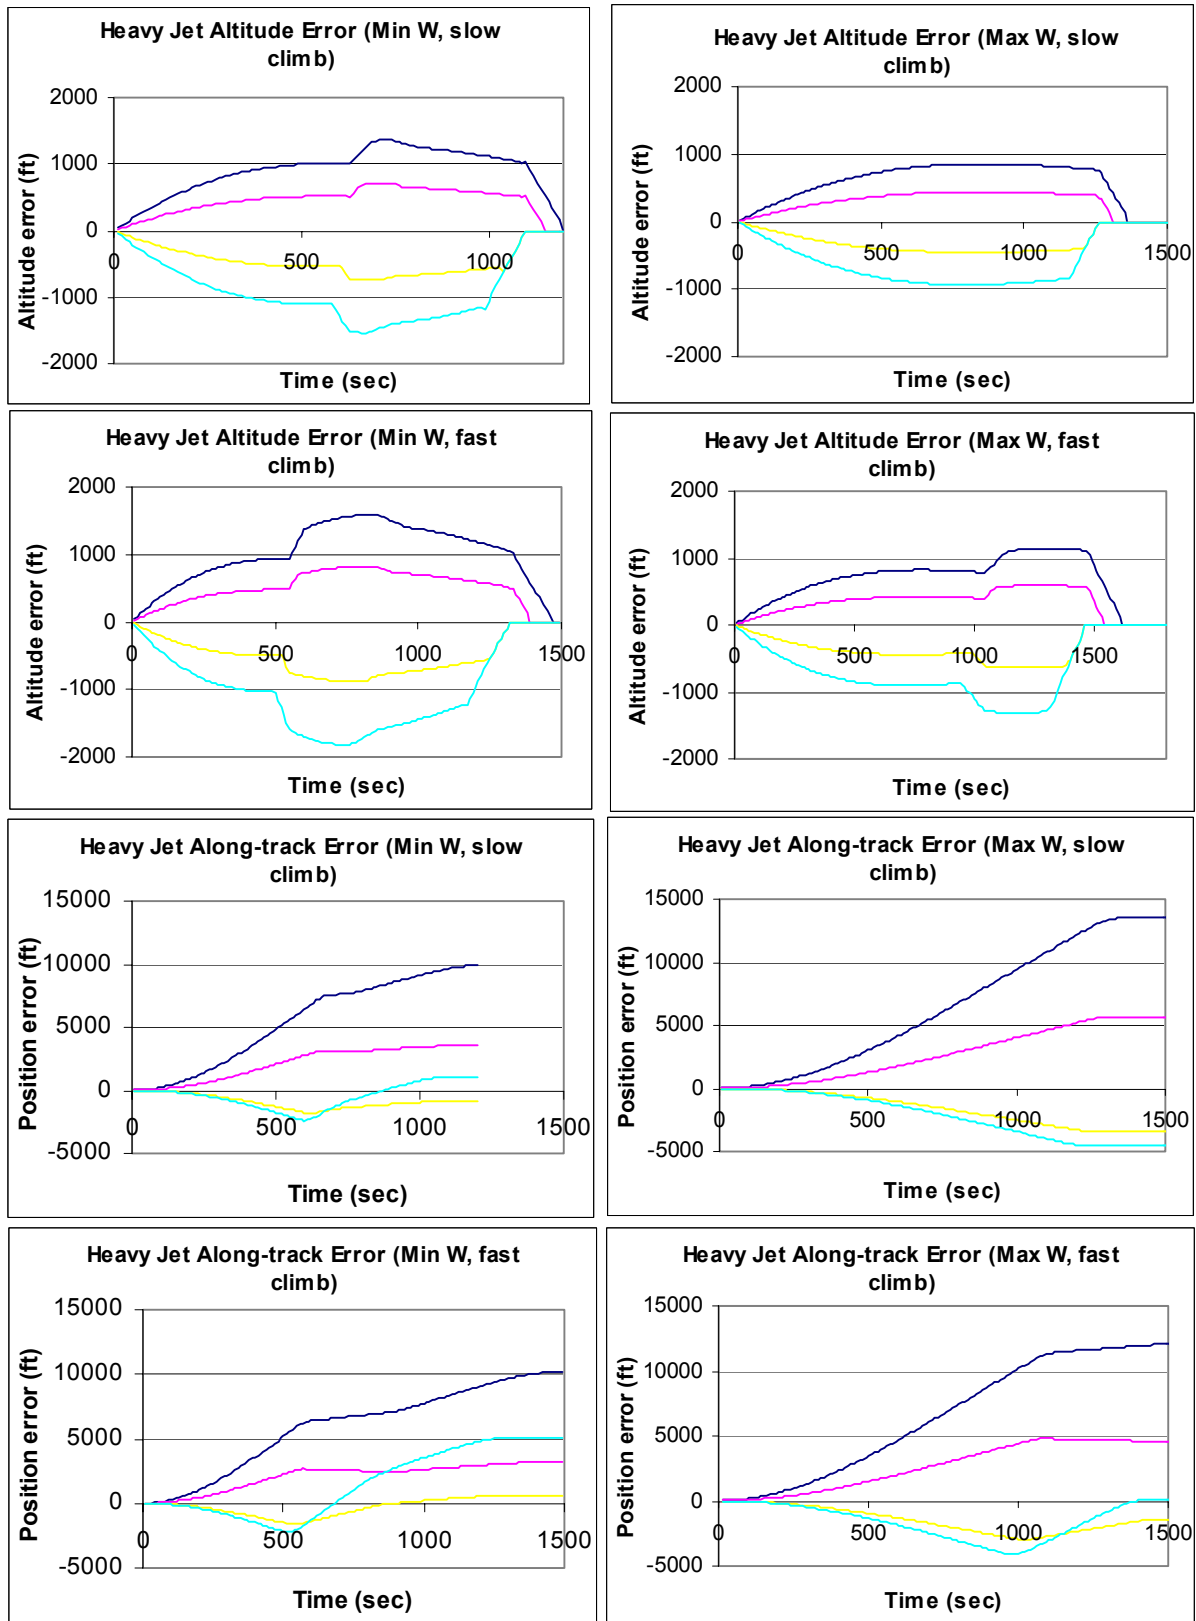 Heavy Jet Altitude Error (Min W, slow
climb)
2000
1000
0
-1000
-2000
0
500
1000
Altitude error (ft)
Time (sec)
Heavy Jet Altitude Error (Max W, slow
climb)
2000
1000
0
-1000
-2000
0
500
1000
1500
Altitude error (ft)
Time (sec)
Heavy Jet Altitude Error (Min W, fast
climb)
2000
1000
0
-1000
-2000
0
500
1000
1500
Altitude error (ft)
Time (sec)
Heavy Jet Altitude Error (Max W, fast
climb)
2000
1000
0
-1000
-2000
0
500
1000
1500
Altitude error (ft)
Time (sec)
Heavy Jet Along-track Error (Min W, slow
climb)
15000
10000
5000
0
-5000
0
500
1000
1500
Position error (ft)
Time (sec)
Heavy Jet Along-track Error (Max W, slow
climb)
15000
10000
5000
0
-5000
0
500
1000
1500
Position error (ft)
Time (sec)
Heavy Jet Along-track Error (Min W, fast
climb)
15000
10000
5000
0
-5000
0
500
1000
1500
Position error (ft)
Time (sec)
Heavy Jet Along-track Error (Max W, fast
climb)
15000
10000
5000
0
-5000
0
500
1000
1500
Position error (ft)
Time (sec)